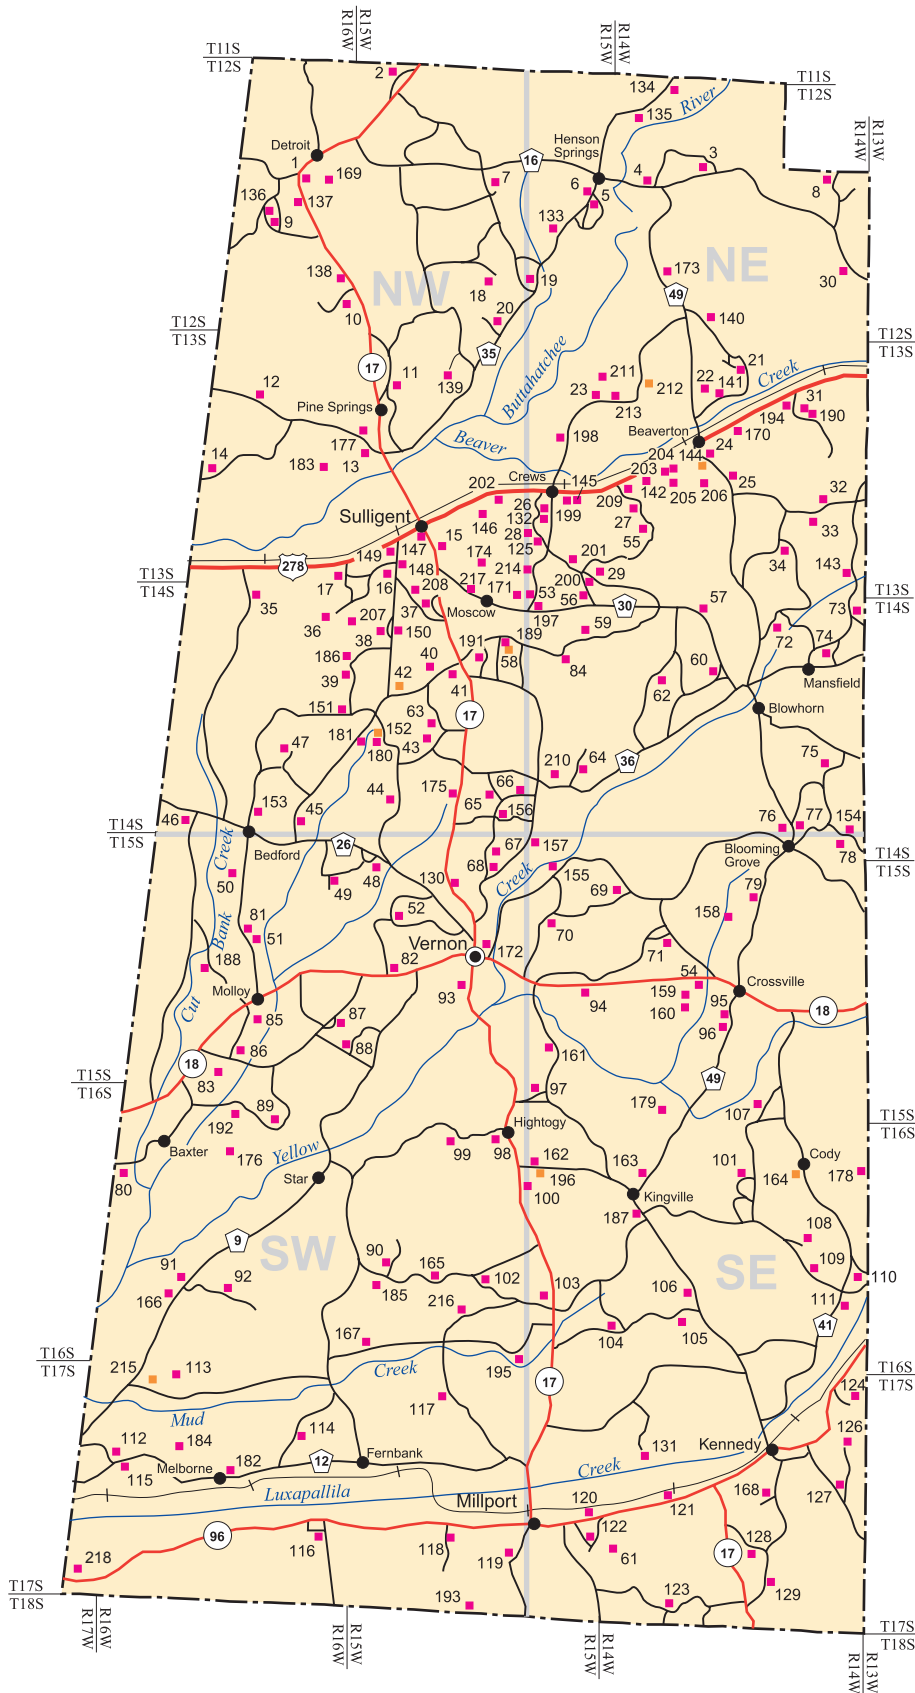 R16W
R15W
R15W
R14W
T11S
T12S
2
134
River
T11S
T12S
135
R14W
R13W
Detroit
Henson
Springs
16
3
1
169
7
6
4
8
5
136
137
9
133
NE
138
173
30
NW
18
19
49
10
20
140
T12S
T13S
T12S
T13S
35
Buttahatchee
17
11
139
211
21
Creek
12
212
22
141
23
31
213
194
190
Pine Springs
Beaver
198
Beaverton
170
177
24
204
144
14
183
13
203
202
Crews
145
25
209
142
205
206
32
26
199
Sulligent
146
132
27
33
15
28
55
147
125
149
174
201
34
278
148
214
143
T13S
T14S
17
16
208
217
171
200
29
T13S
T14S
53
56
57
35
37
Moscow
30
73
36
207
197
38
150
189
59
72
74
186
191
40
58
84
60
39
42
41
62
Mansfield
151
63
17
Blowhorn
152
181
43
47
180
36
75
210
64
44
175
66
153
65
45
156
46
76
77
154
T14S
T15S
Creek
26
67
157
Bedford
Blooming
Grove
78
T14S
T15S
68
Creek
50
49
48
130
155
69
79
52
158
81
51
Bank
70
Vernon
172
71
188
82
54
Crossville
Molloy
93
94
159
Cut
160
95
18
87
85
96
88
161
86
18
49
83
T15S
T16S
97
179
107
T15S
T16S
192
89
Hightogy
Baxter
Yellow
99
98
162
Cody
176
163
101
80
Star
196
164
178
100
Kingville
187
9
SW
108
90
SE
91
92
165
109
102
103
106
110
166
185
216
111
41
167
104
105
T16S
T17S
215
113
Creek
195
T16S
T17S
17
124
117
Mud
114
112
184
Kennedy
126
Fernbank
131
115
Melborne
182
12
Creek
Luxapallila
Millport
168
127
120
121
96
122
116
118
128
119
61
17
218
129
T17S
T18S
193
123
R17W
R16W
R16W
R15W
R15W
R14W
T17S
T18S
R14W
R13W